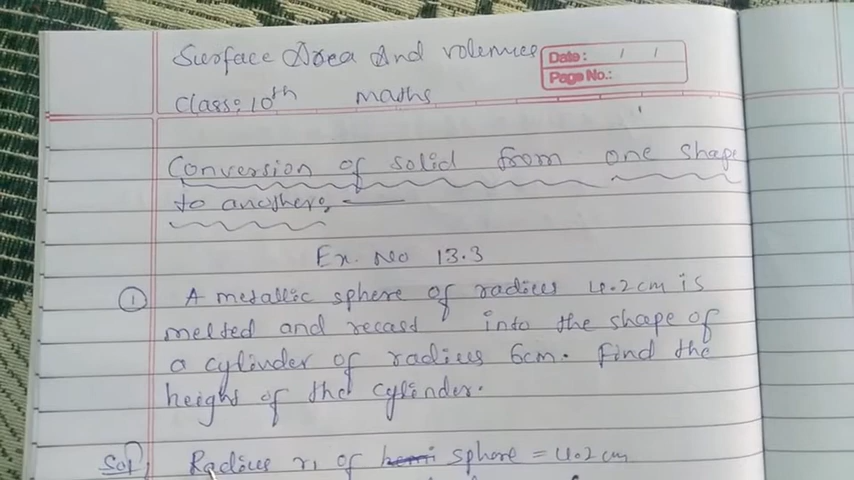 Surface Area And volumes
Date: / /
Page No.:
Class: 10th maths
Conversion of solid from one shape
to another:
Ex. No 13.3
① A metallic sphere of radius 4.2cm is
melted and recast into the shape of
a cylinder of radius 6cm. Find the
height of the cylinder.
Sol, Radius r1 of hemi sphere = 4.2 cm